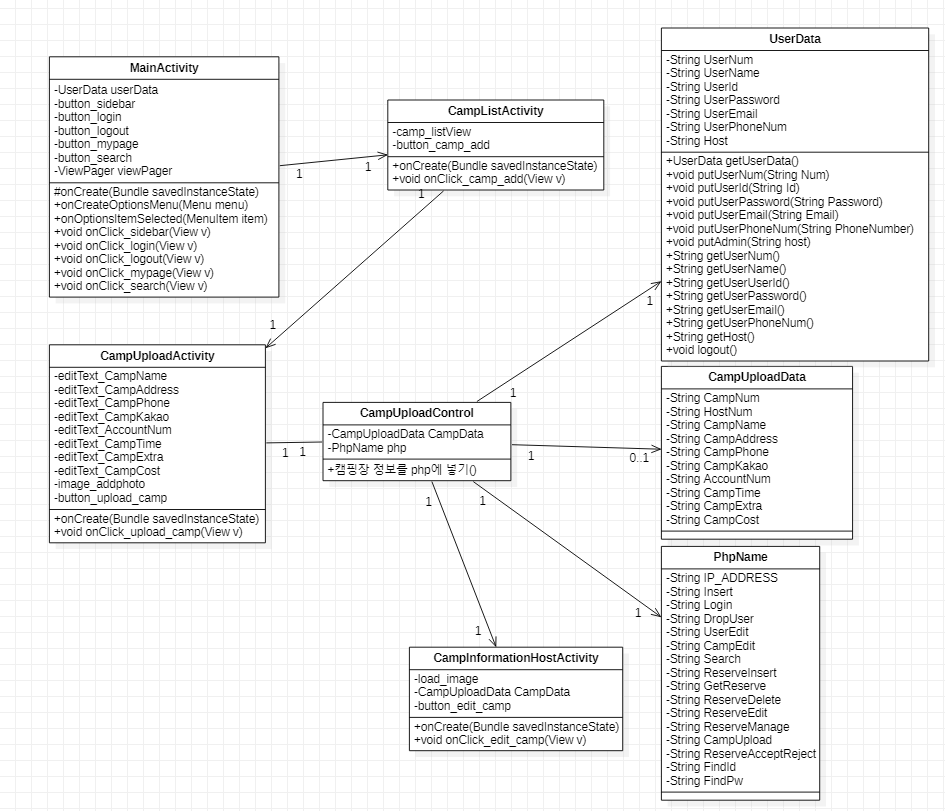 MainActivity
-UserData userData
-button_sidebar
-button_login
-button_logout
-button_mypage
-button_search
-ViewPager viewPager
#onCreate(Bundle savedInstanceState)
+onCreateOptionsMenu(Menu menu)
+onOptionsItemSelected(MenuItem item)
+void onClick_sidebar(View v)
+void onClick_login(View v)
+void onClick_logout(View v)
+void onClick_mypage(View v)
+void onClick_search(View v)
1
1
CampListActivity
-camp_listView
-button_camp_add
+onCreate(Bundle savedInstanceState)
+void onClick_camp_add(View v)
1
1
UserData
-String UserNum
-String UserName
-String UserId
-String UserPassword
-String UserEmail
-String UserPhoneNum
-String Host
+UserData getUserData()
+void putUserNum(String Num)
+void putUserId(String Id)
+void putUserPassword(String Password)
+void putUserEmail(String Email)
+void putUserPhoneNum(String PhoneNumber)
+void putAdmin(String host)
+String getUserNum()
+String getUserName()
+String getUserUserId()
+String getUserPassword()
+String getUserEmail()
+String getUserPhoneNum()
+String getHost()
+void logout()
CampUploadActivity
-editText_CampName
-editText_CampAddress
-editText_CampPhone
-editText_CampKakao
-editText_AccountNum
-editText_CampTime
-editText_CampExtra
-editText_CampCost
-image_addphoto
-button_upload_camp
+onCreate(Bundle savedInstanceState)
+void onClick_upload_camp(View v)
1
1
CampUploadControl
-CampUploadData CampData
-PhpName php
+캠핑장 정보를 php에 넣기()
1
1
1
0..1
1
1
1
1
CampUploadData
-String CampNum
-String HostNum
-String CampName
-String CampAddress
-String CampPhone
-String CampKakao
-String AccountNum
-String CampTime
-String CampExtra
-String CampCost
CampInformationHostActivity
-load_image
-CampUploadData CampData
-button_edit_camp
+onCreate(Bundle savedInstanceState)
+void onClick_edit_camp(View v)
PhpName
-String IP_ADDRESS
-String Insert
-String Login
-String DropUser
-String UserEdit
-String CampEdit
-String Search
-String ReserveInsert
-String GetReserve
-String ReserveDelete
-String ReserveEdit
-String ReserveManage
-String CampUpload
-String ReserveAcceptReject
-String FindId
-String FindPw